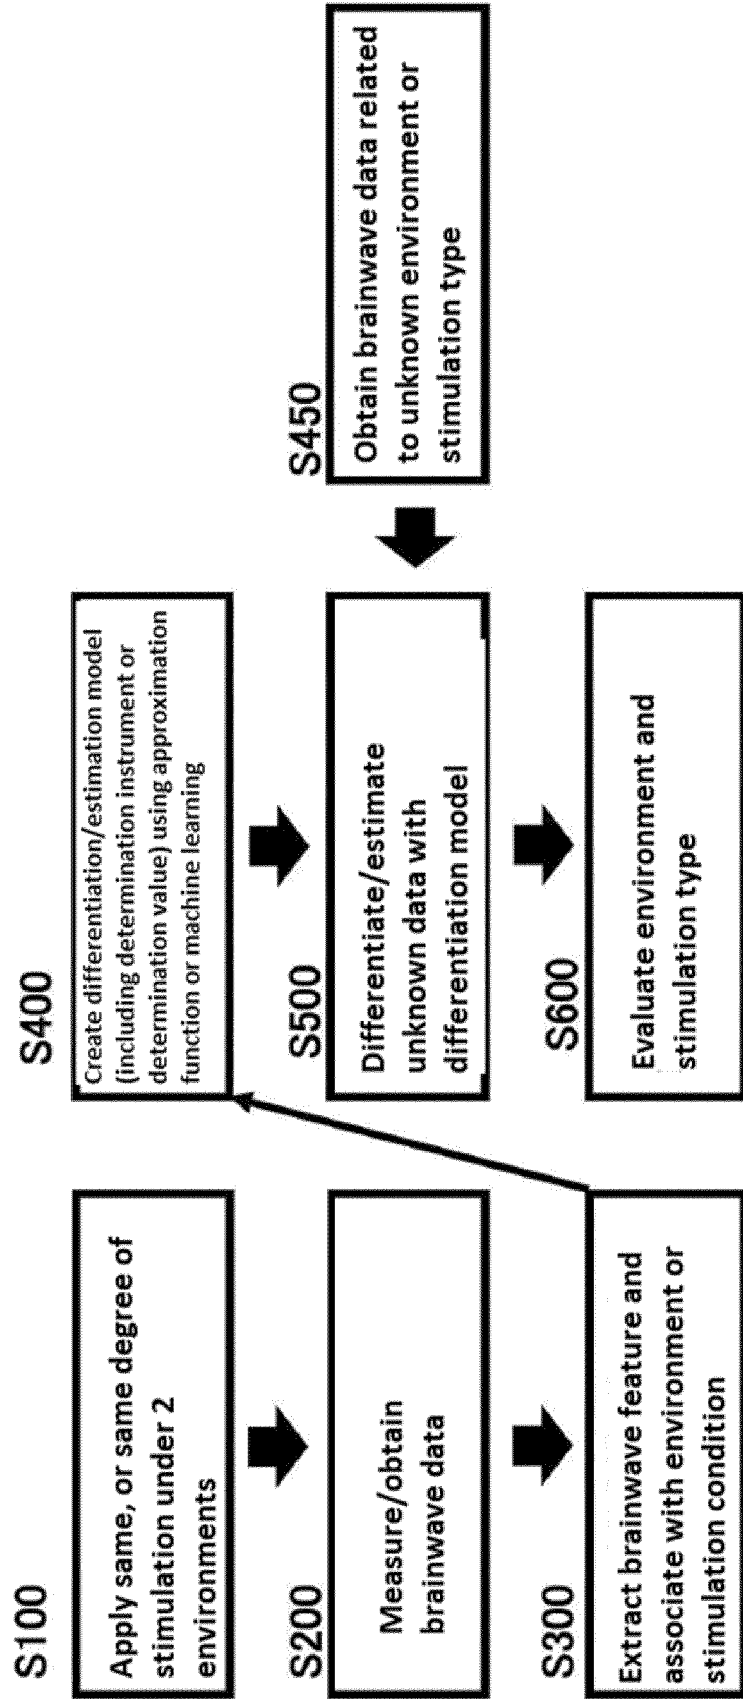 S100
Apply same, or same degree of
stimulation under 2
environments
S200
Measure/obtain
brainwave data
S300
Extract brainwave feature and
associate with environment or
stimulation condition
S400
Create differentiation/estimation model
(including determination instrument or
determination value) using approximation
function or machine learning
S500
Differentiate/estimate
unknown data with
differentiation model
S600
Evaluate environment and
stimulation type
S450
Obtain brainwave data related
to unknown environment or
stimulation type